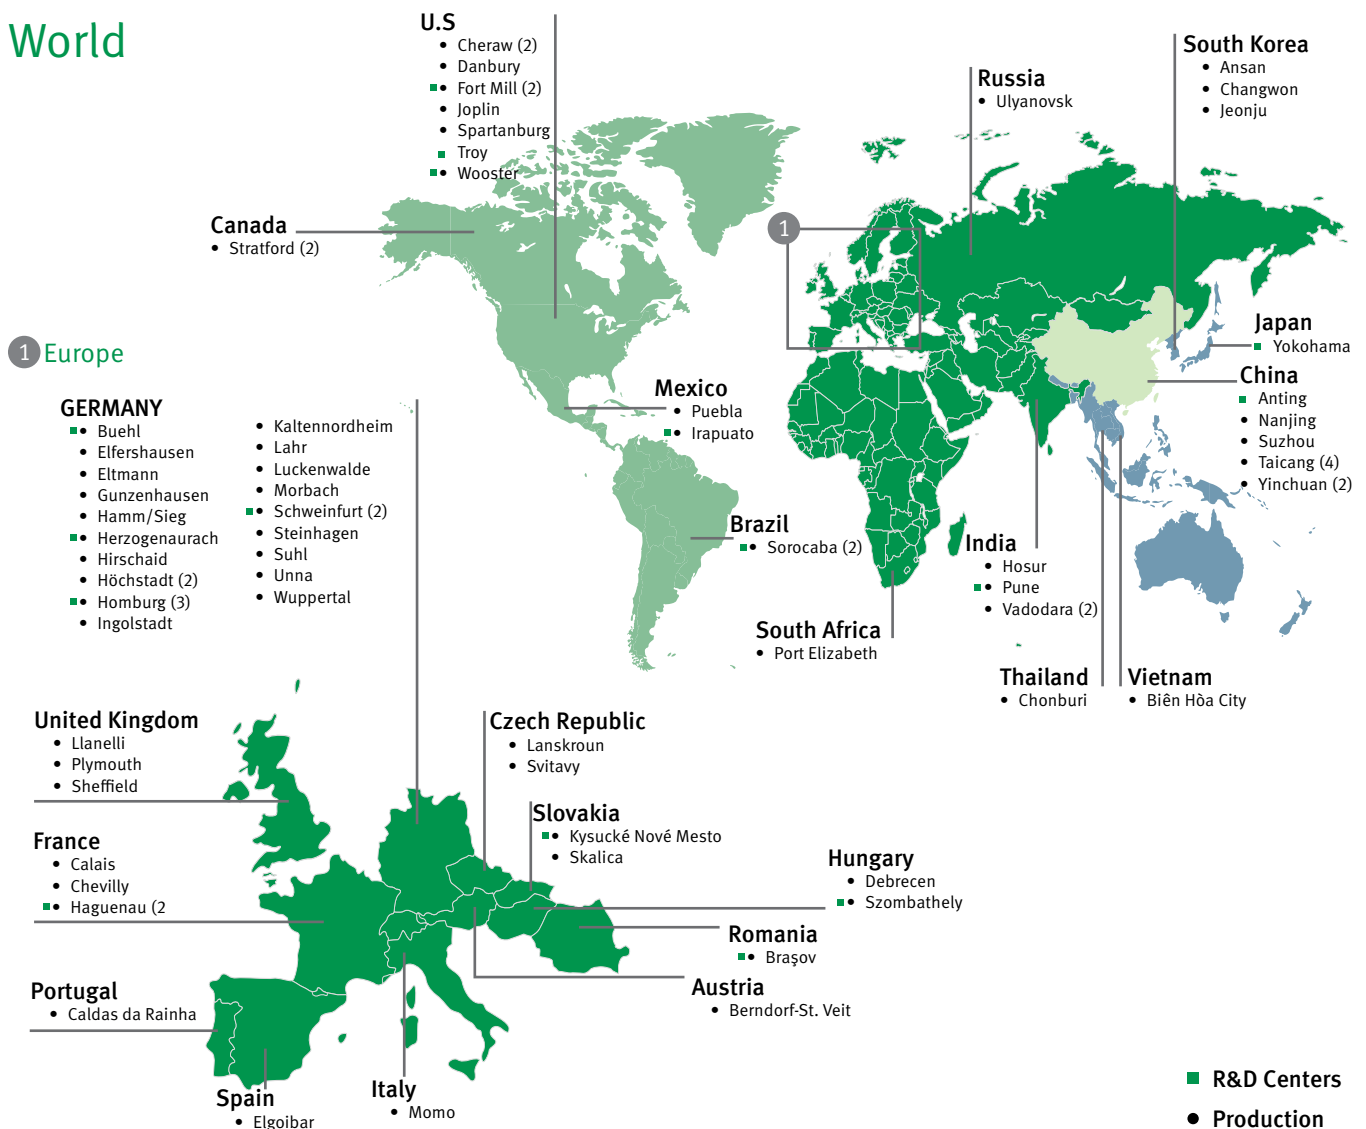 World
U.S
Cheraw (2)
Danbury
Fort Mill (2)
Joplin
Spartanburg
Troy
Wooster
Canada
Stratford (2)
Russia
Ulyanovsk
South Korea
Ansan
Changwon
Jeonju
1
Japan
Yokohama
China
Anting
Nanjing
Suzhou
Taicang (4)
Yinchuan (2)
Mexico
Puebla
Irapuato
Brazil
Sorocaba (2)
India
Hosur
Pune
Vadodara (2)
South Africa
Port Elizabeth
Thailand
Chonburi
Vietnam
Biên Hòa City
1 Europe
GERMANY
Buehl
Elfershausen
Eltmann
Gunzenhausen
Hamm/Sieg
Herzogenaurach
Hirschaid
Höchstadt (2)
Homburg (3)
Ingolstadt
Kaltennordheim
Lahr
Luckenwalde
Morbach
Schweinfurt (2)
Steinhagen
Suhl
Unna
Wuppertal
United Kingdom
Llanelli
Plymouth
Sheffield
Czech Republic
Lanskroun
Svitavy
Slovakia
Kysucké Nové Mesto
Skalica
France
Calais
Chevilly
Haguenau (2
Hungary
Debrecen
Szombathely
Romania
Braşov
Austria
Berndorf-St. Veit
Portugal
Caldas da Rainha
Spain
Elgoibar
Italy
Momo
R&D Centers
Production